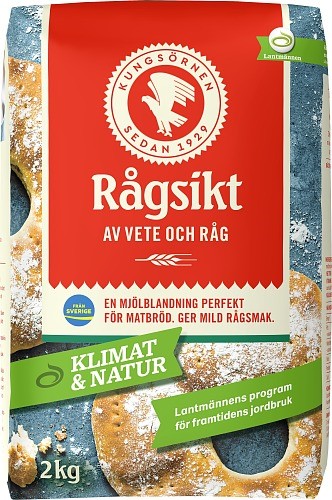 Lantmännen
KUNGSÖRNEN
SEDAN 1929
Rågsikt
AV VETE OCH RÅG
FRÅN
SVERIGE
EN MJÖLBLANDNING PERFEKT
FÖR MATBRÖD. GER MILD RÅGSMAK.
KLIMAT
& NATUR
Lantmännens program
för framtidens jordbruk
2kg